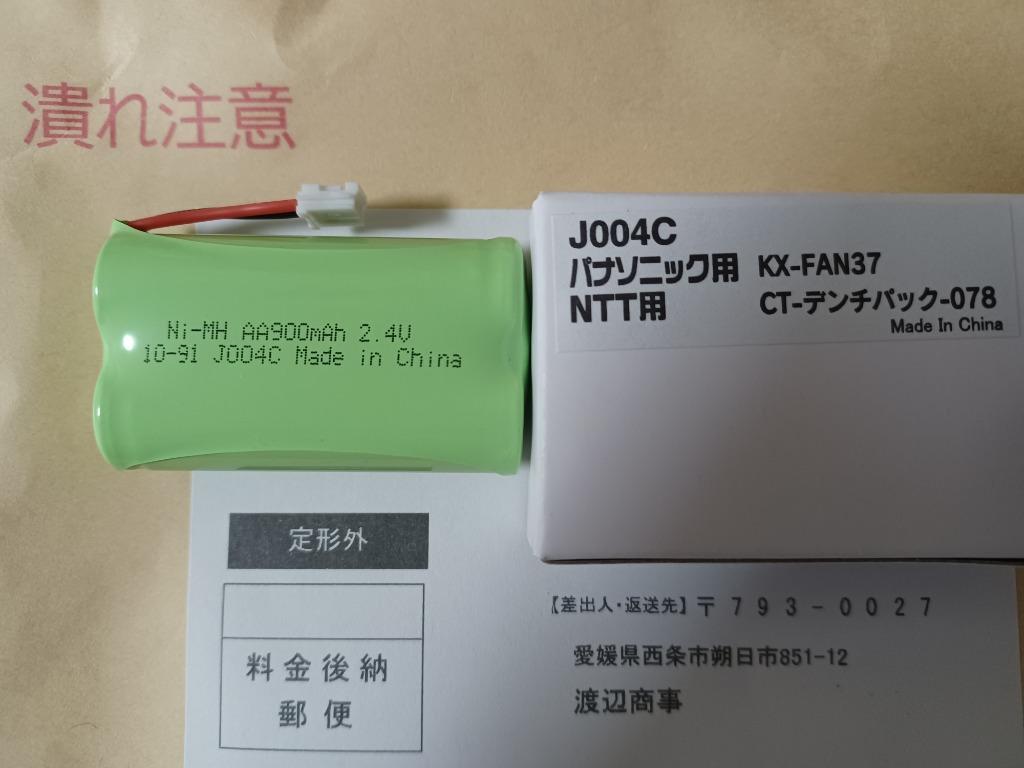 潰れ注意
J004C
パナソニック用 KX-FAN37
NTT用 CT-デンチパック-078
Made In China
Ni-MH AA900mAh 2.4V
10-91 J004C Made in China
定形外
料金後納
郵便
【差出人・返送先】〒793-0027
愛媛県西条市朔日市851-12
渡辺商事